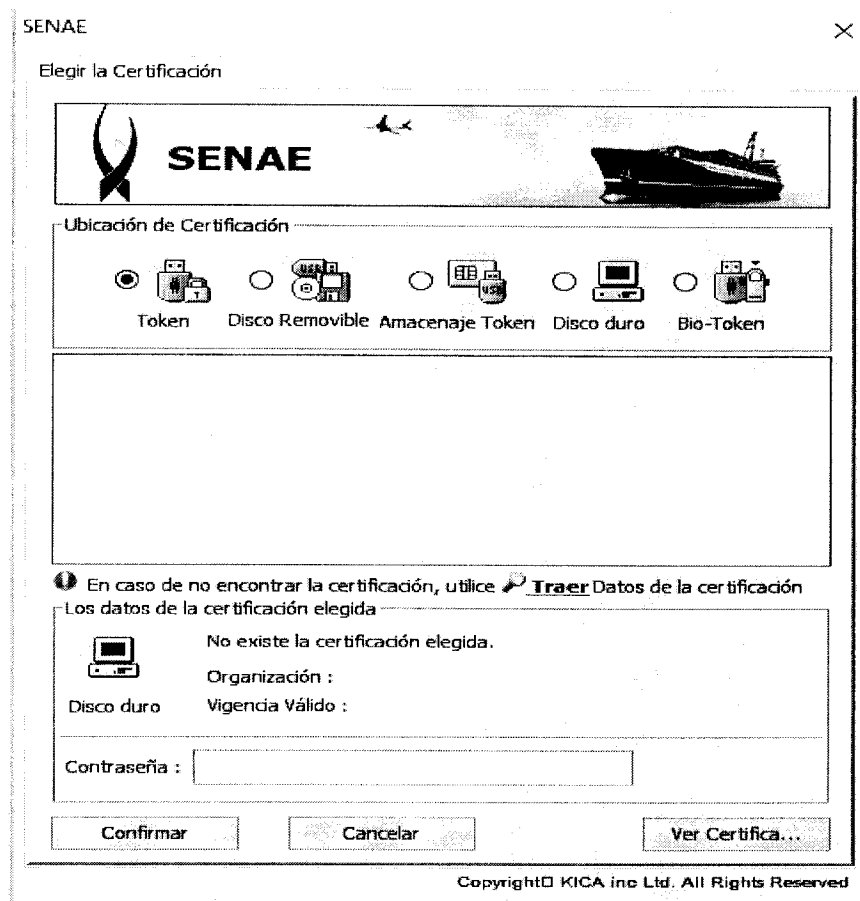 SENAE
Elegir la Certificación
SENAE
Ubicación de Certificación
Token Disco Removible Amacenaje Token Disco duro Bio-Token
En caso de no encontrar la certificación, utilice Traer Datos de la certificación
Los datos de la certificación elegida
No existe la certificación elegida.
Organización :
Disco duro Vigencia Válido :
Contraseña :
Confirmar Cancelar Ver Certifica...
Copyright□ KICA inc Ltd. All Rights Reserved